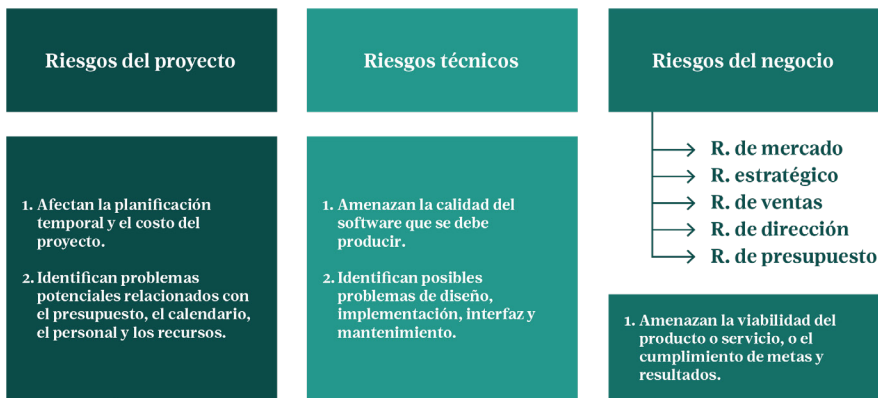 Riesgos del proyecto
1. Afectan la planificación
temporal y el costo del
proyecto.
2. Identifican problemas
potenciales relacionados con
el presupuesto, el calendario,
el personal y los recursos.
Riesgos técnicos
1. Amenazan la calidad del
software que se debe
producir.
2. Identifican posibles
problemas de diseño,
implementación, interfaz y
mantenimiento.
Riesgos del negocio
R. de mercado
R. estratégico
R. de ventas
R. de dirección
R. de presupuesto
1. Amenazan la viabilidad del
producto o servicio, o el
cumplimiento de metas y
resultados.